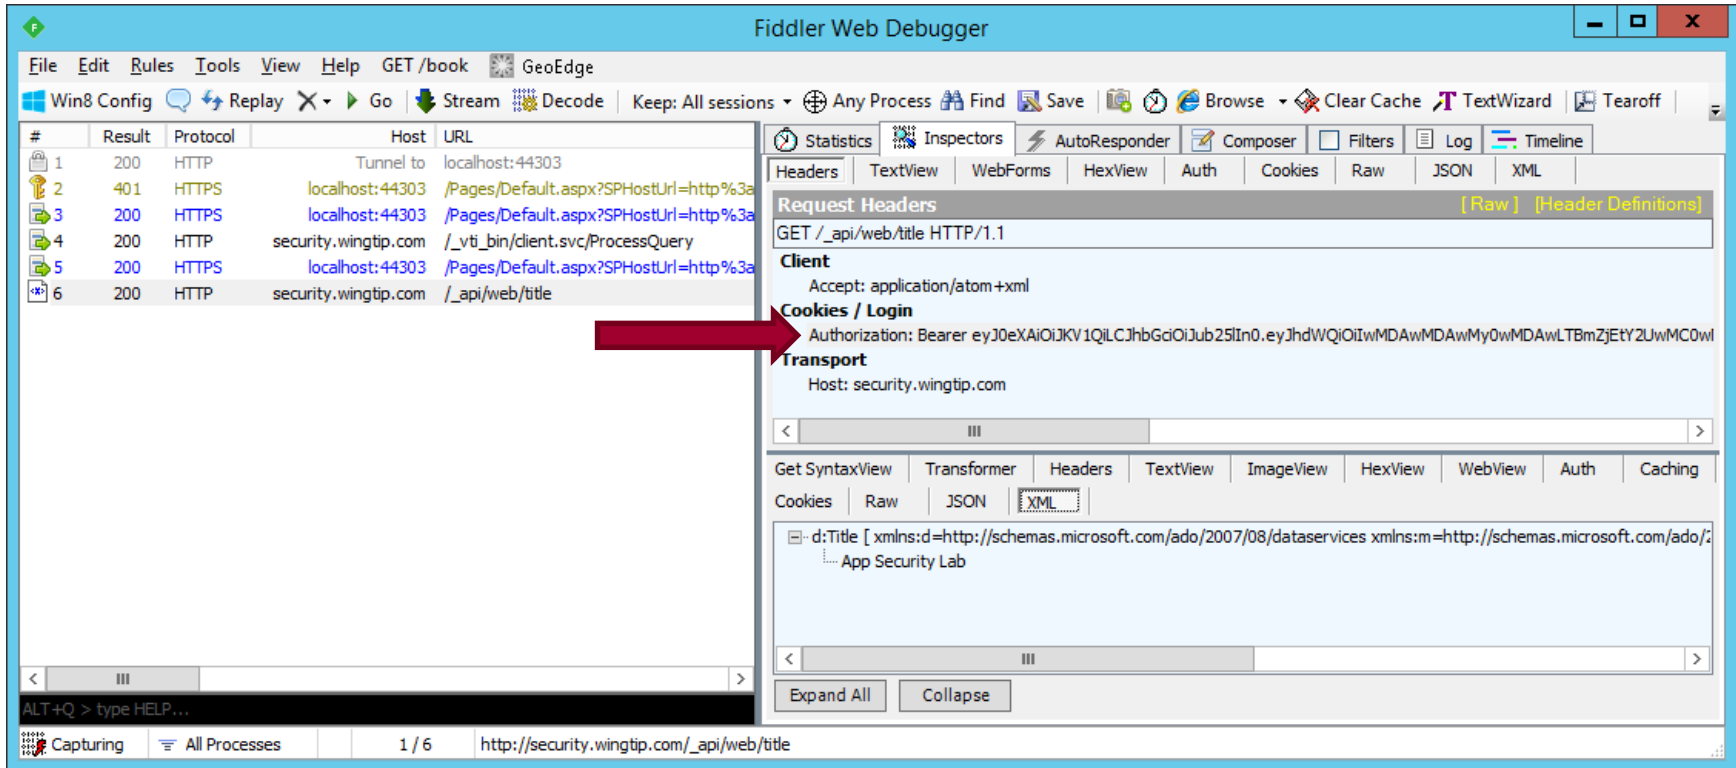 Fiddler Web Debugger
File Edit Rules Tools View Help GET /book GeoEdge
Win8 Config Replay Go Stream Decode Keep: All sessions Any Process Find Save Browse Clear Cache TextWizard Tearoff
# Result Protocol Host URL
1 200 HTTP Tunnel to localhost:44303
2 401 HTTPS localhost:44303 /Pages/Default.aspx?SPHostUrl=http%3a
3 200 HTTPS localhost:44303 /Pages/Default.aspx?SPHostUrl=http%3a
4 200 HTTP security.wingtip.com /_vti_bin/client.svc/ProcessQuery
5 200 HTTPS localhost:44303 /Pages/Default.aspx?SPHostUrl=http%3a
6 200 HTTP security.wingtip.com /_api/web/title
ALT+Q > type HELP...
Statistics Inspectors AutoResponder Composer Filters Log Timeline
Headers TextView WebForms HexView Auth Cookies Raw JSON XML
Request Headers [ Raw ] [Header Definitions]
GET /_api/web/title HTTP/1.1
Client
Accept: application/atom+xml
Cookies / Login
Authorization: Bearer eyJ0eXAiOiJKV1QiLCJhbGciOiJub25lIn0.eyJhdWQiOiIwMDAwMDAwMy0wMDAwLTBmZjEtY2UwMC0wI
Transport
Host: security.wingtip.com
Get SyntaxView Transformer Headers TextView ImageView HexView WebView Auth Caching
Cookies Raw JSON XML
d:Title [ xmlns:d=http://schemas.microsoft.com/ado/2007/08/dataservices xmlns:m=http://schemas.microsoft.com/ado/2
App Security Lab
Expand All Collapse
Capturing All Processes 1 / 6 http://security.wingtip.com/_api/web/title